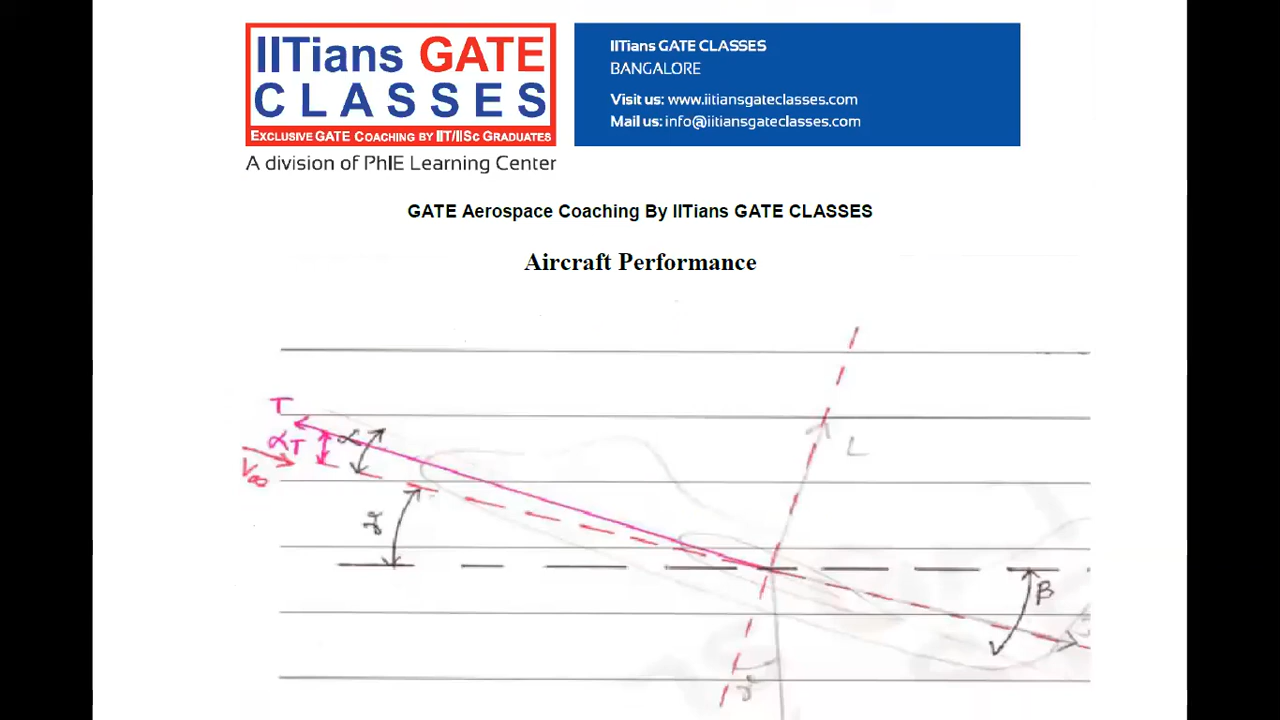 IITians GATE
CLASSES
EXCLUSIVE GATE COACHING BY IIT/IISc GRADUATES
A division of PhIE Learning Center
IITians GATE CLASSES
BANGALORE
Visit us: www.iitiansgateclasses.com
Mail us: info@iitiansgateclasses.com
GATE Aerospace Coaching By IITians GATE CLASSES
Aircraft Performance
T
αT
α
V∞
L
β